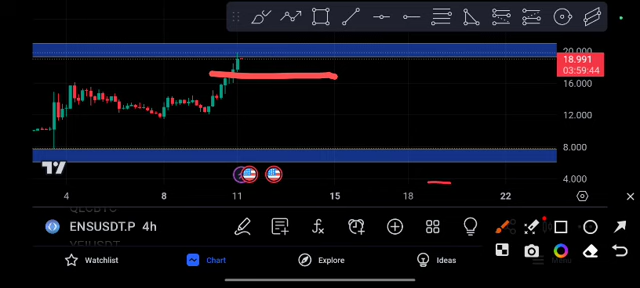 20.000
18.991
03:59:44
16.000
12.000
8.000
4.000
4 8 11 15 18 22
ENSUSDT.P 4h
Watchlist Chart Explore Ideas